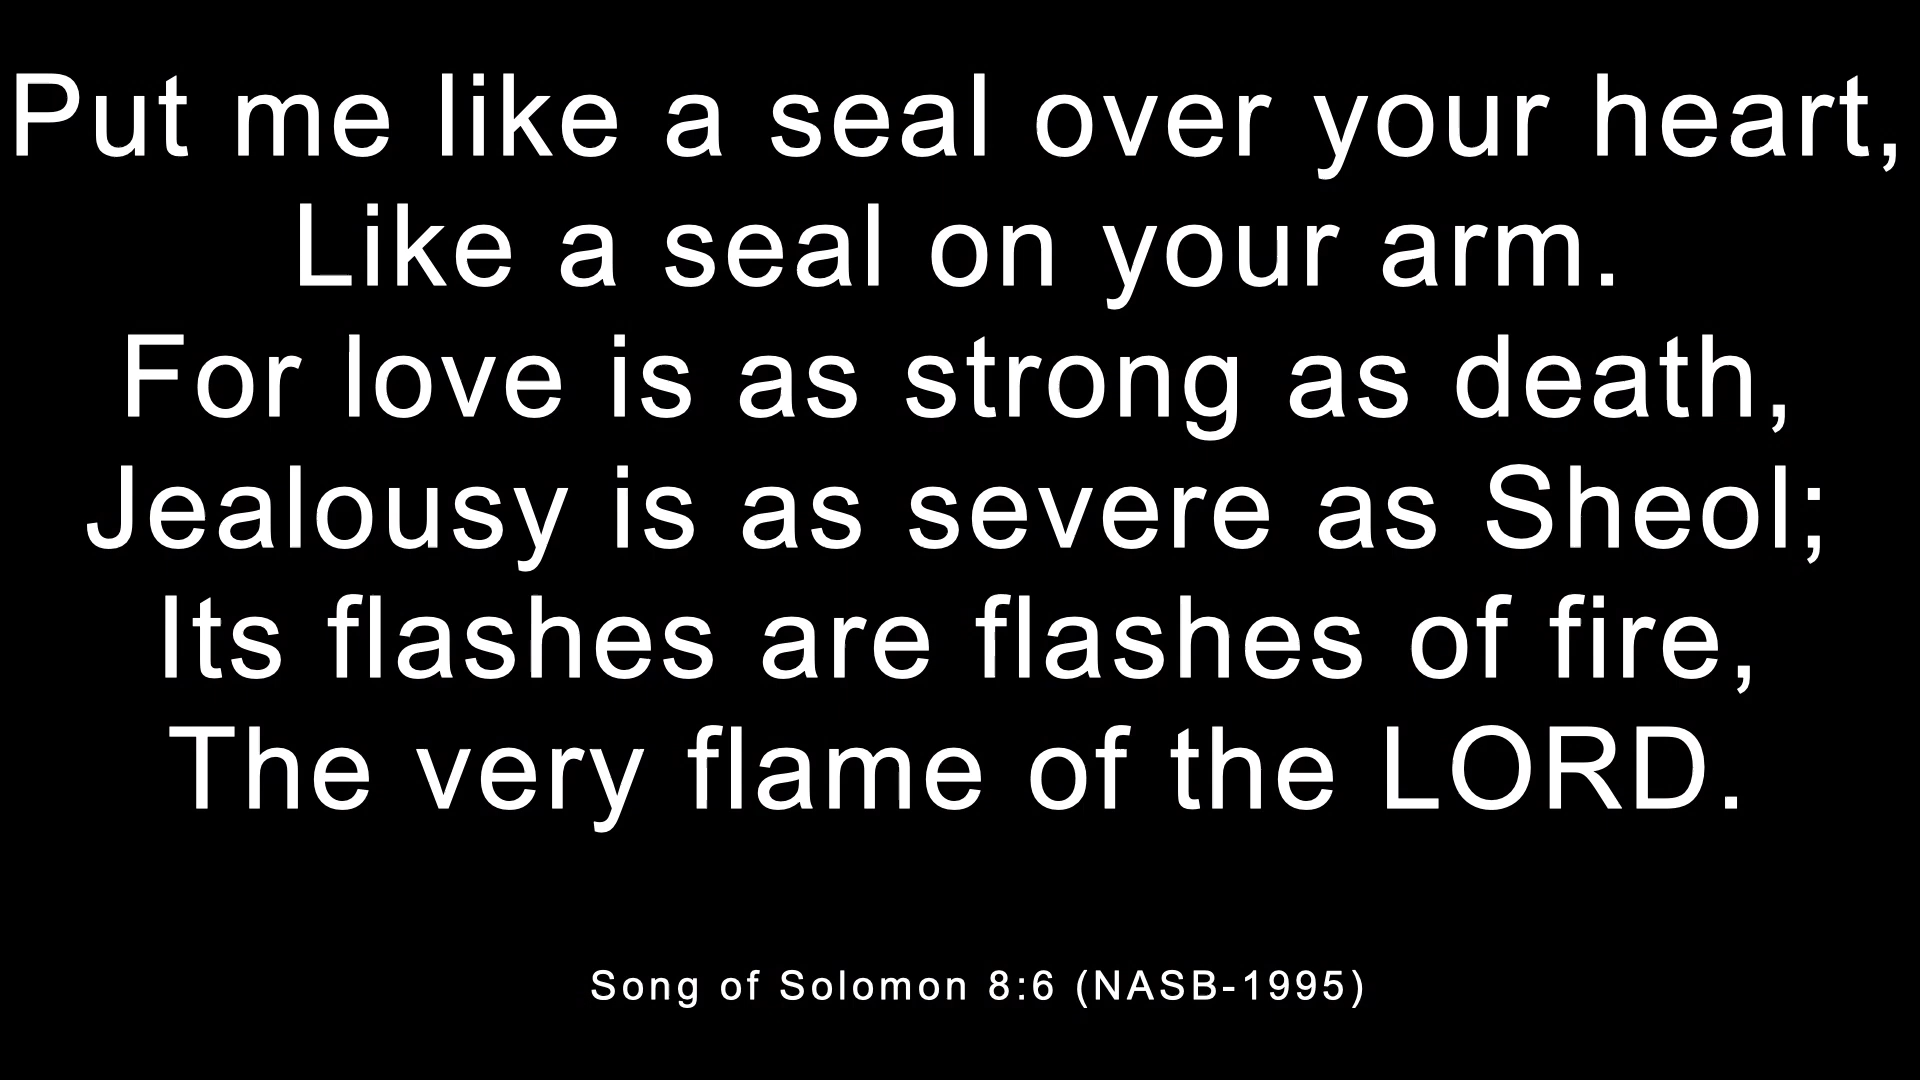 Put me like a seal over your heart,
Like a seal on your arm.
For love is as strong as death,
Jealousy is as severe as Sheol;
Its flashes are flashes of fire,
The very flame of the LORD.
Song of Solomon 8:6 (NASB-1995)